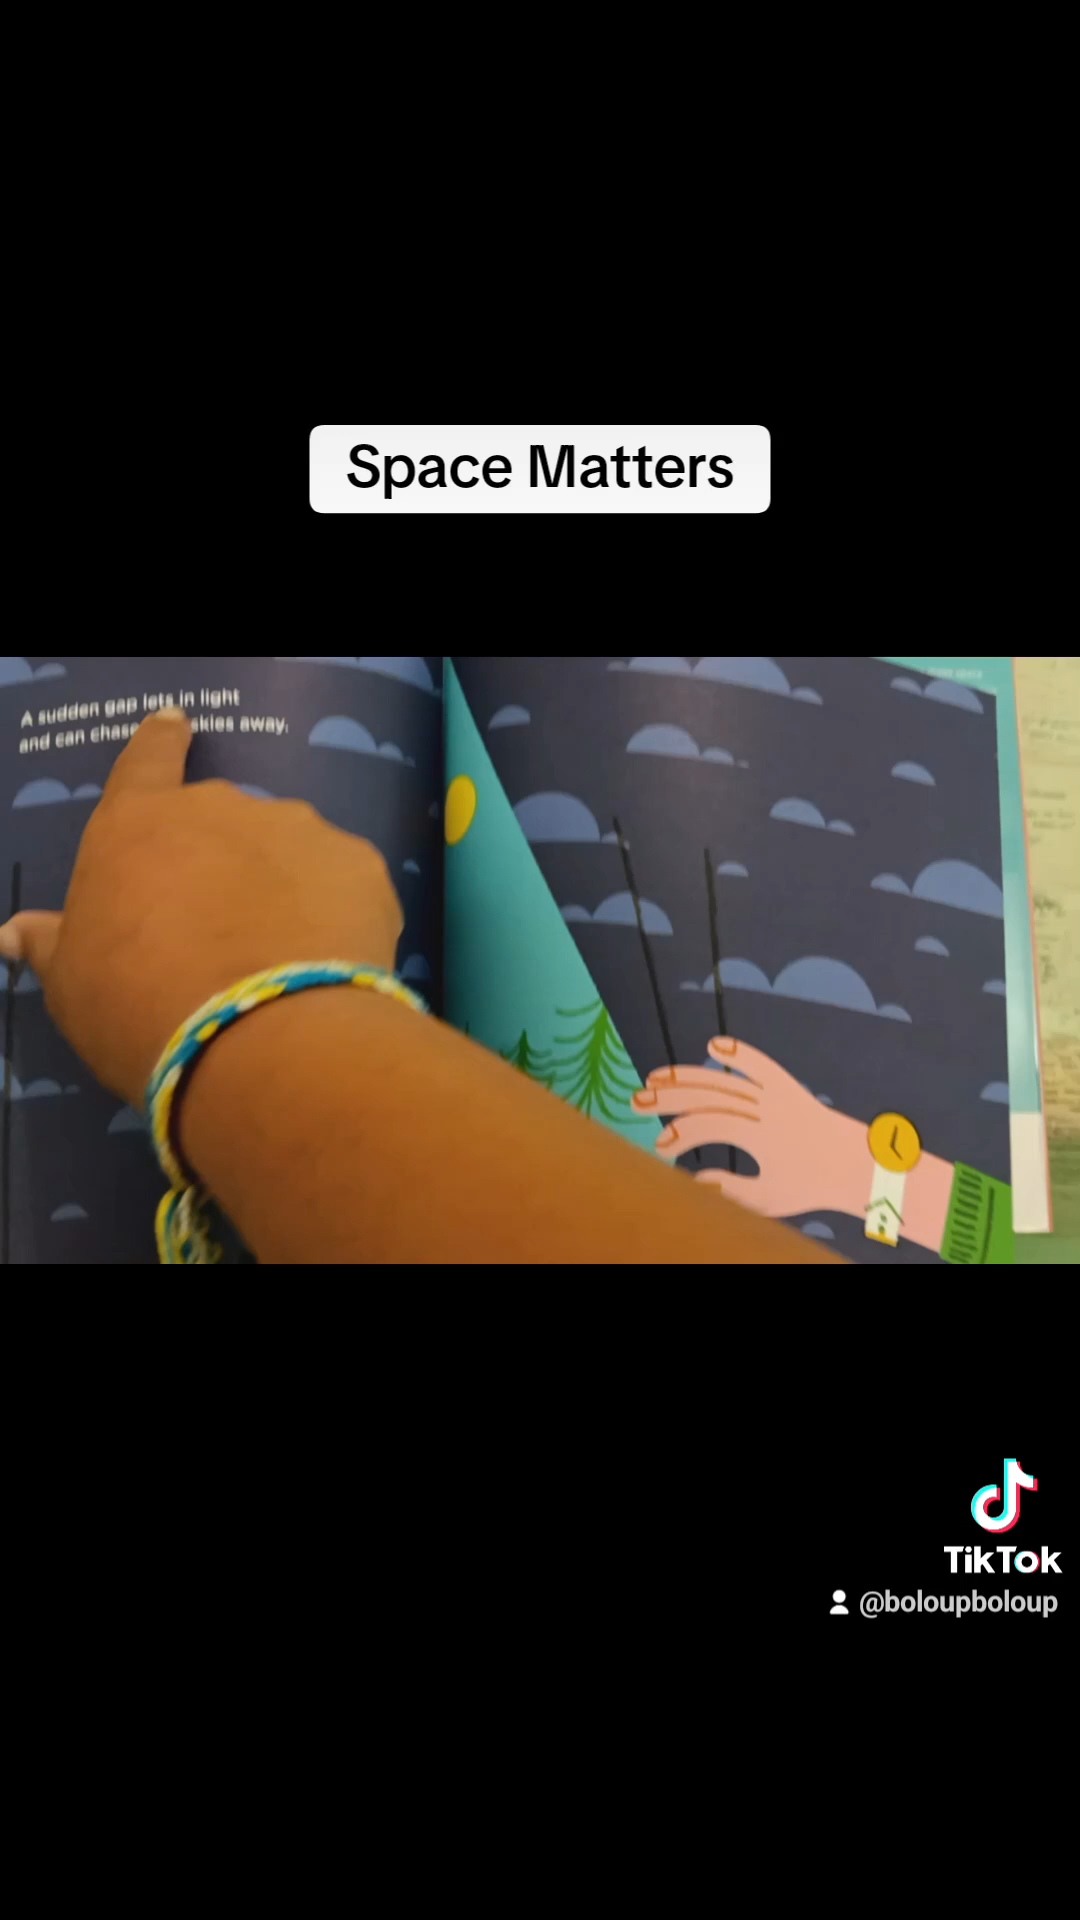 Space Matters
A sudden gap lets in light
and can chase skies away.
TikTok
@boloupboloup